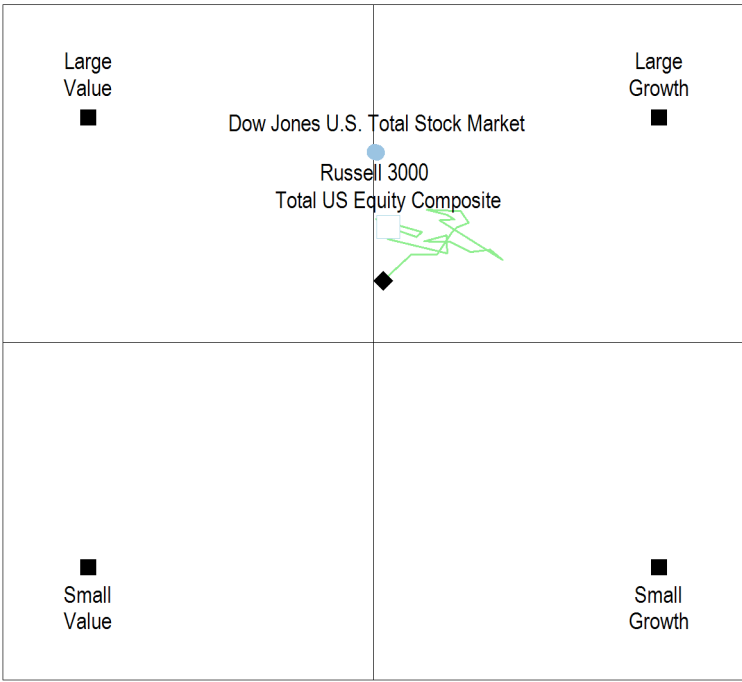 Large
Value
Large
Growth
Dow Jones U.S. Total Stock Market
Russell 3000
Total US Equity Composite
Small
Value
Small
Growth